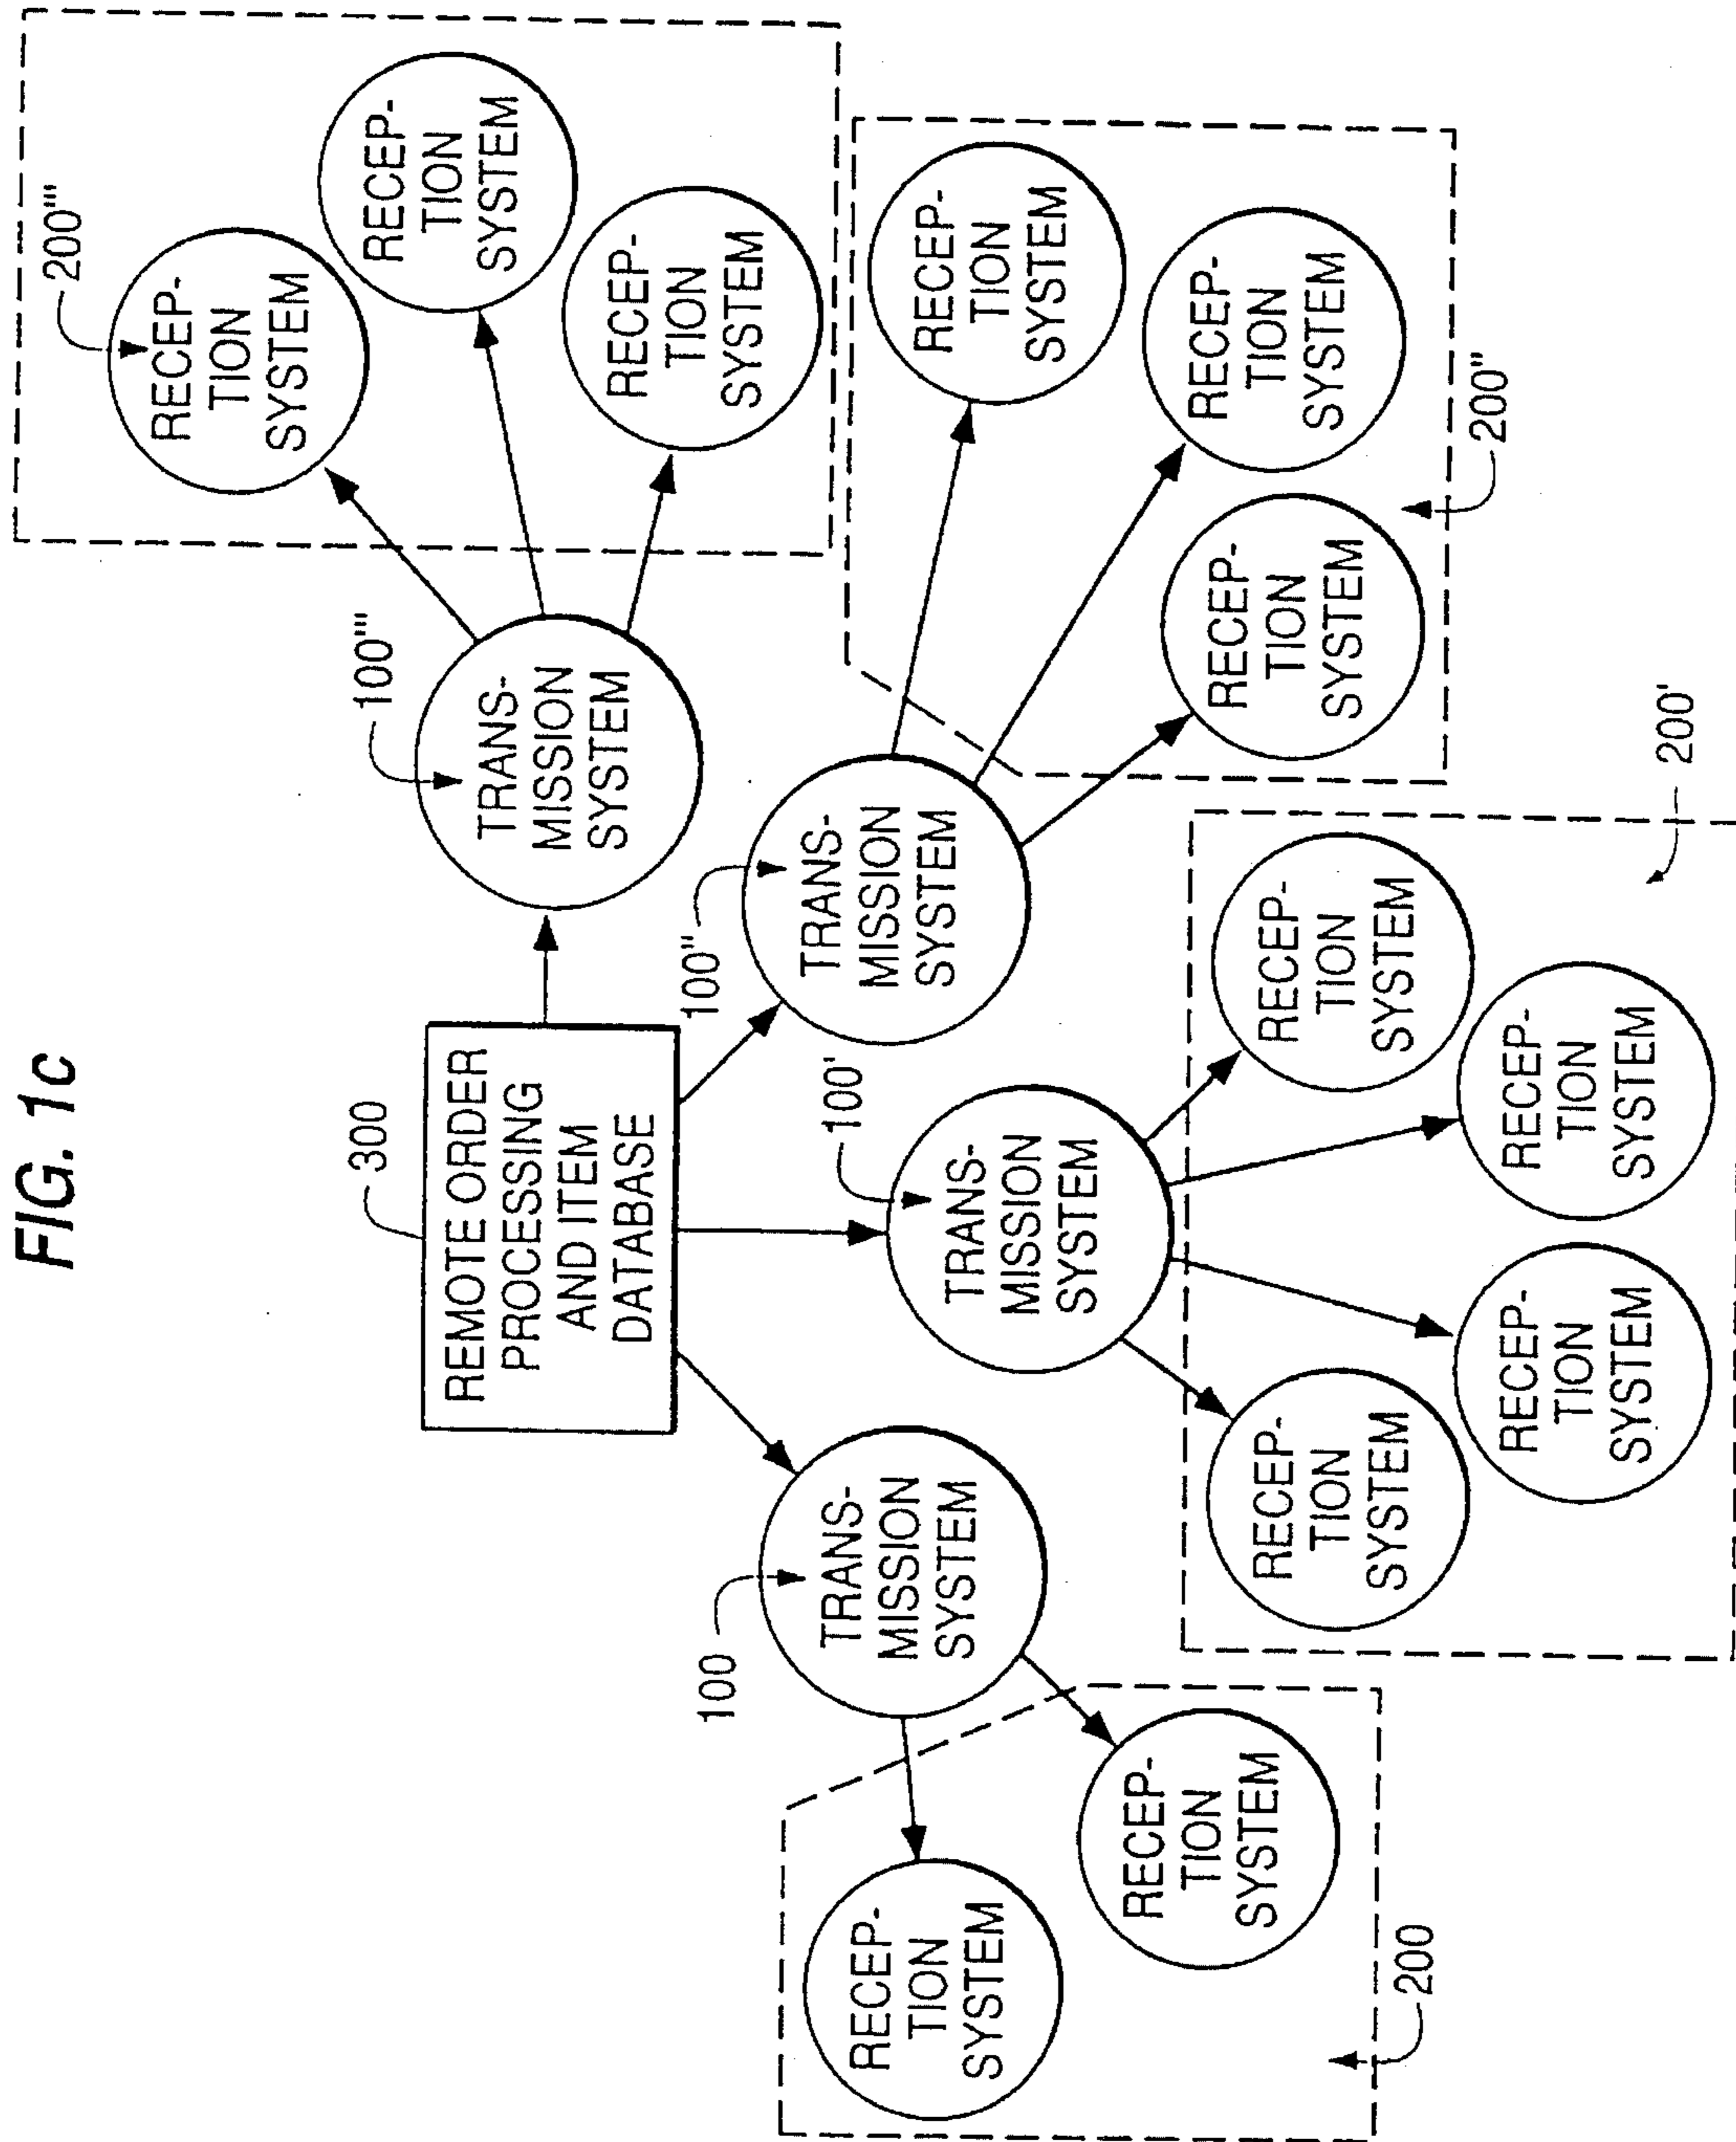 FIG. 1c
300
REMOTE ORDER
PROCESSING
AND ITEM
DATABASE
100
TRANS-
MISSION
SYSTEM
100'
TRANS-
MISSION
SYSTEM
100"
TRANS-
MISSION
SYSTEM
100'''
TRANS-
MISSION
SYSTEM
200
RECEP-
TION
SYSTEM
RECEP-
TION
SYSTEM
200'
RECEP-
TION
SYSTEM
RECEP-
TION
SYSTEM
RECEP-
TION
SYSTEM
RECEP-
TION
SYSTEM
200"
RECEP-
TION
SYSTEM
RECEP-
TION
SYSTEM
RECEP-
TION
SYSTEM
200'''
RECEP-
TION
SYSTEM
RECEP-
TION
SYSTEM
RECEP-
TION
SYSTEM